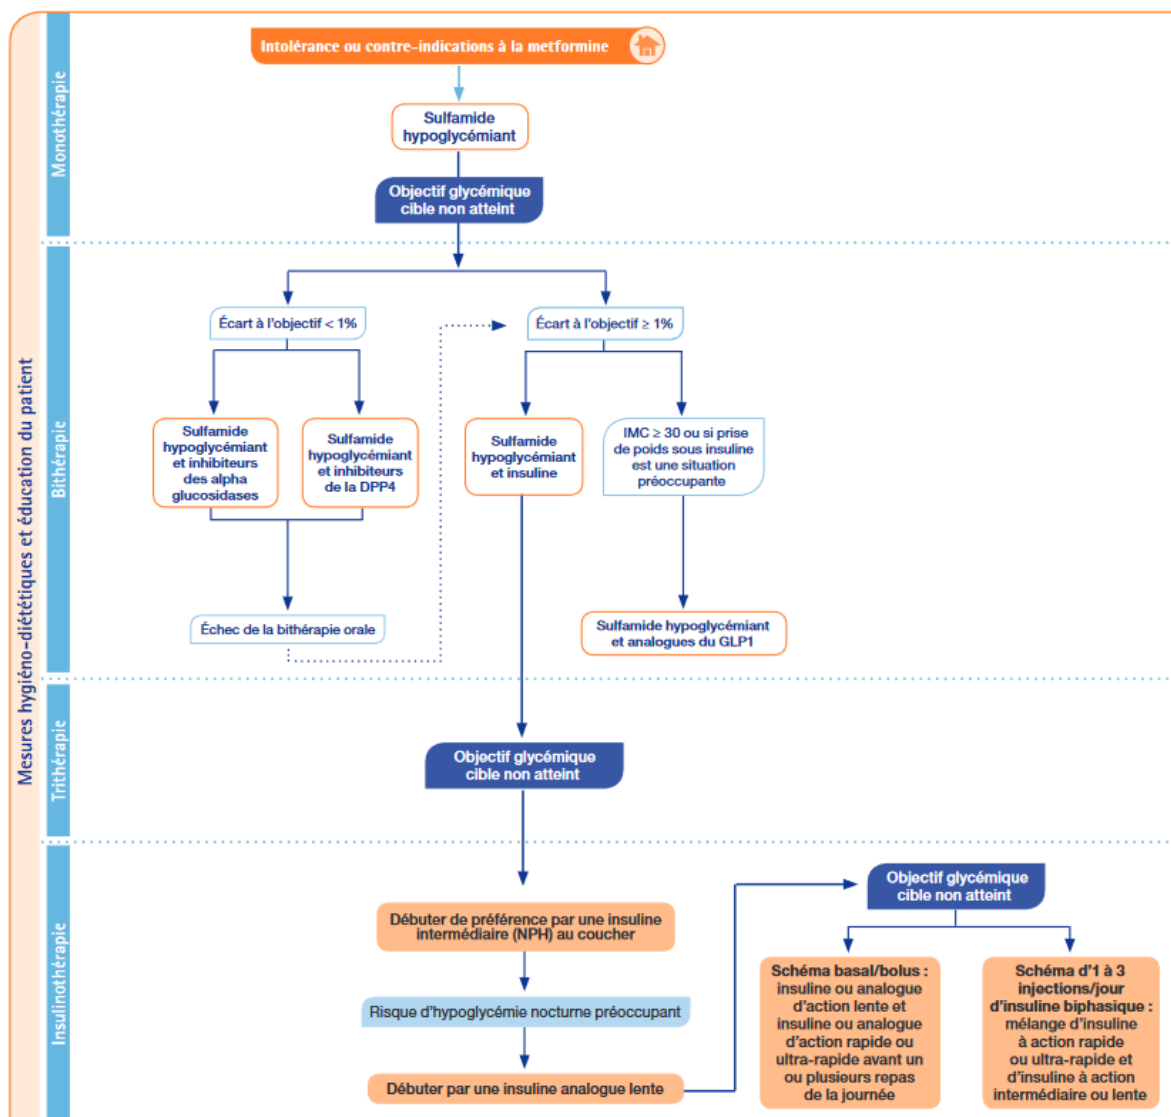 Mesures hygiéno-diététiques et éducation du patient
Monothérapie
Intolérance ou contre-indications à la metformine
Sulfamide
hypoglycémiant
Objectif glycémique
cible non atteint
Bithérapie
Écart à l'objectif < 1%
Écart à l'objectif ≥ 1%
Sulfamide
hypoglycémiant
et inhibiteurs
des alpha
glucosidases
Sulfamide
hypoglycémiant
et inhibiteurs
de la DPP4
Sulfamide
hypoglycémiant
et insuline
IMC ≥ 30 ou si prise
de poids sous insuline
est une situation
préoccupante
Échec de la bithérapie orale
Sulfamide hypoglycémiant
et analogues du GLP1
Trithérapie
Objectif glycémique
cible non atteint
Insulinothérapie
Débuter de préférence par une insuline
intermédiaire (NPH) au coucher
Risque d'hypoglycémie nocturne préoccupant
Débuter par une insuline analogue lente
Objectif glycémique
cible non atteint
Schéma basal/bolus :
insuline ou analogue
d'action lente et
insuline ou analogue
d'action rapide ou
ultra-rapide avant un
ou plusieurs repas
de la journée
Schéma d'1 à 3
injections/jour
d'insuline biphasique :
mélange d'insuline
à action rapide
ou ultra-rapide et
d'insuline à action
intermédiaire ou lente